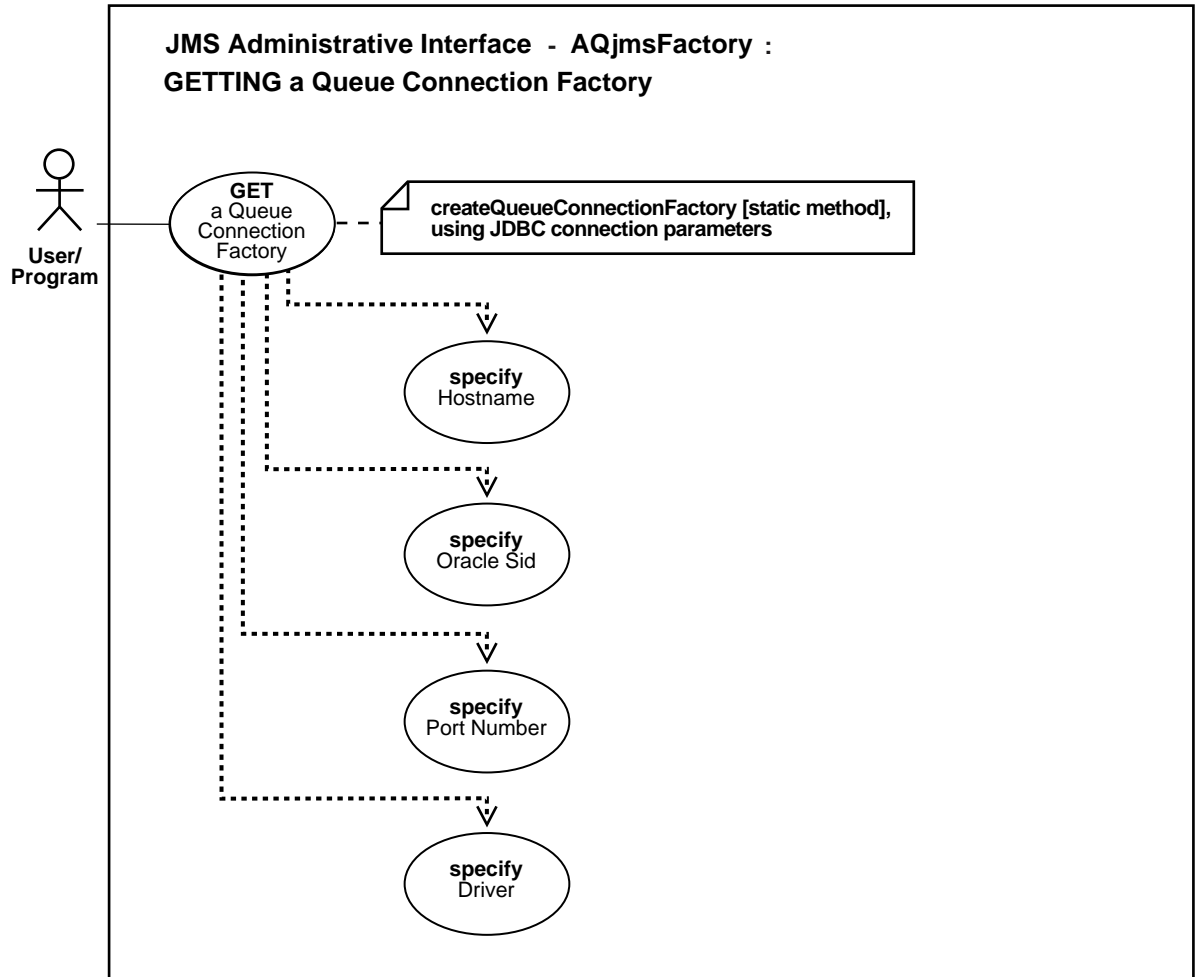 JMS Administrative Interface - AQjmsFactory :
GETTING a Queue Connection Factory
GET
a Queue
Connection
Factory
createQueueConnectionFactory [static method],
using JDBC connection parameters
User/
Program
specify
Hostname
specify
Oracle Sid
specify
Port Number
specify
Driver